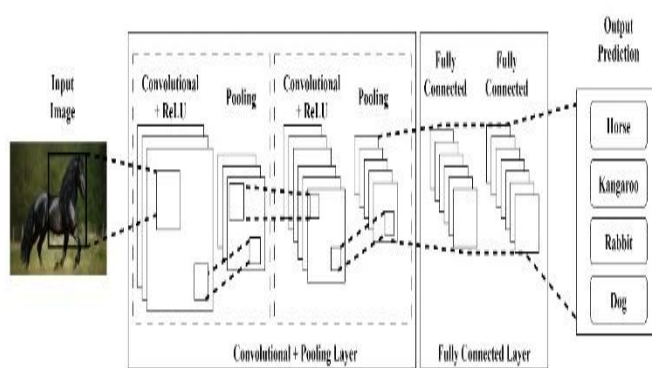 Input
Image
Convolutional
+ ReLU
Pooling
Convolutional
+ ReLU
Pooling
Fully
Connected
Fully
Connected
Output
Prediction
Horse
Kangaroo
Rabbit
Dog
Convolutional + Pooling Layer
Fully Connected Layer